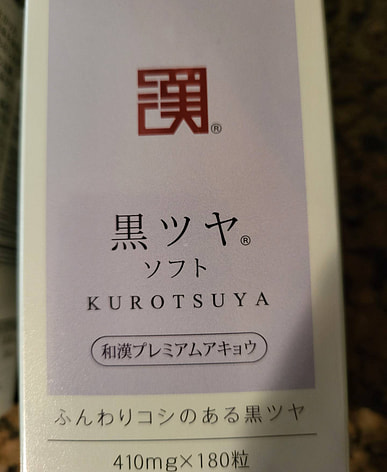 漢®
黒ツヤ®
ソフト
KUROTSUYA
和漢プレミアムアキョウ
ふんわりコシのある黒ツヤ
410mg×180粒